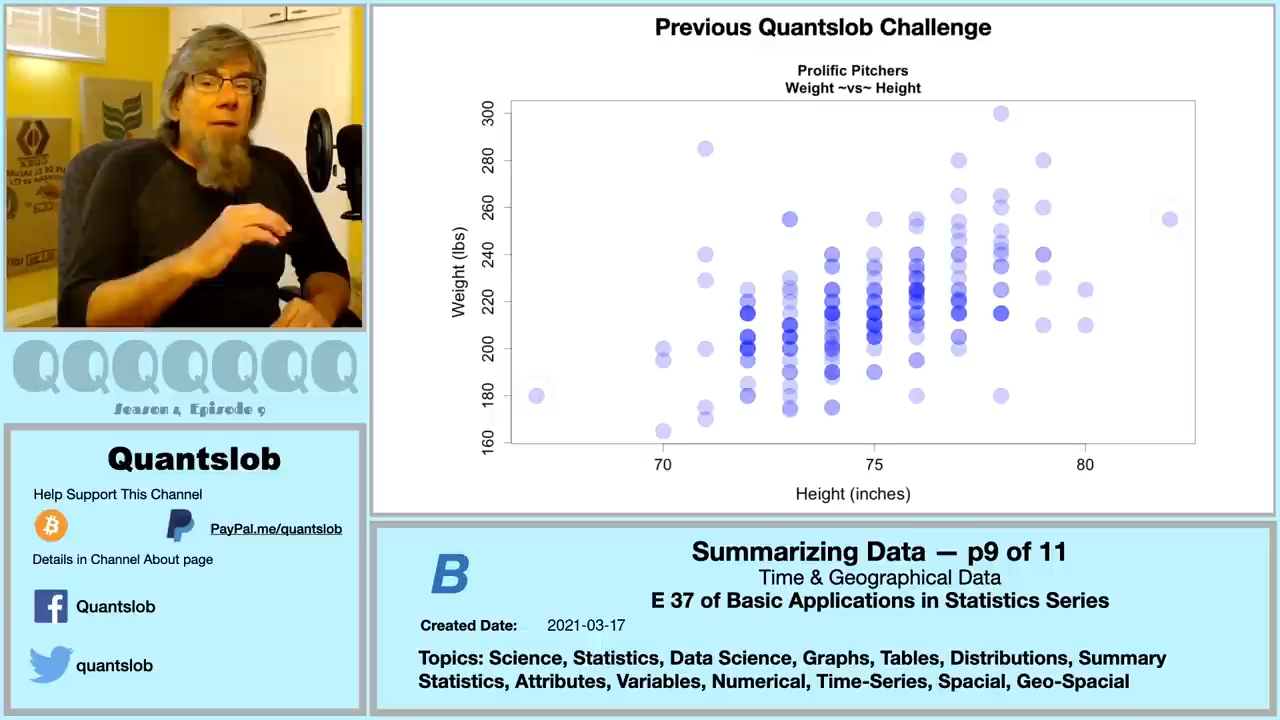 Previous Quantslob Challenge
Prolific Pitchers
Weight ~vs~ Height
Weight (lbs)
300
280
260
240
220
200
180
160
70
75
80
Height (inches)
QQQQQQQ
Season 4 Episode 9
Quantslob
Help Support This Channel
PayPal.me/quantslob
Details in Channel About page
Quantslob
quantslob
B
Summarizing Data — p9 of 11
Time & Geographical Data
E 37 of Basic Applications in Statistics Series
Created Date: 2021-03-17
Topics: Science, Statistics, Data Science, Graphs, Tables, Distributions, Summary
Statistics, Attributes, Variables, Numerical, Time-Series, Spacial, Geo-Spacial